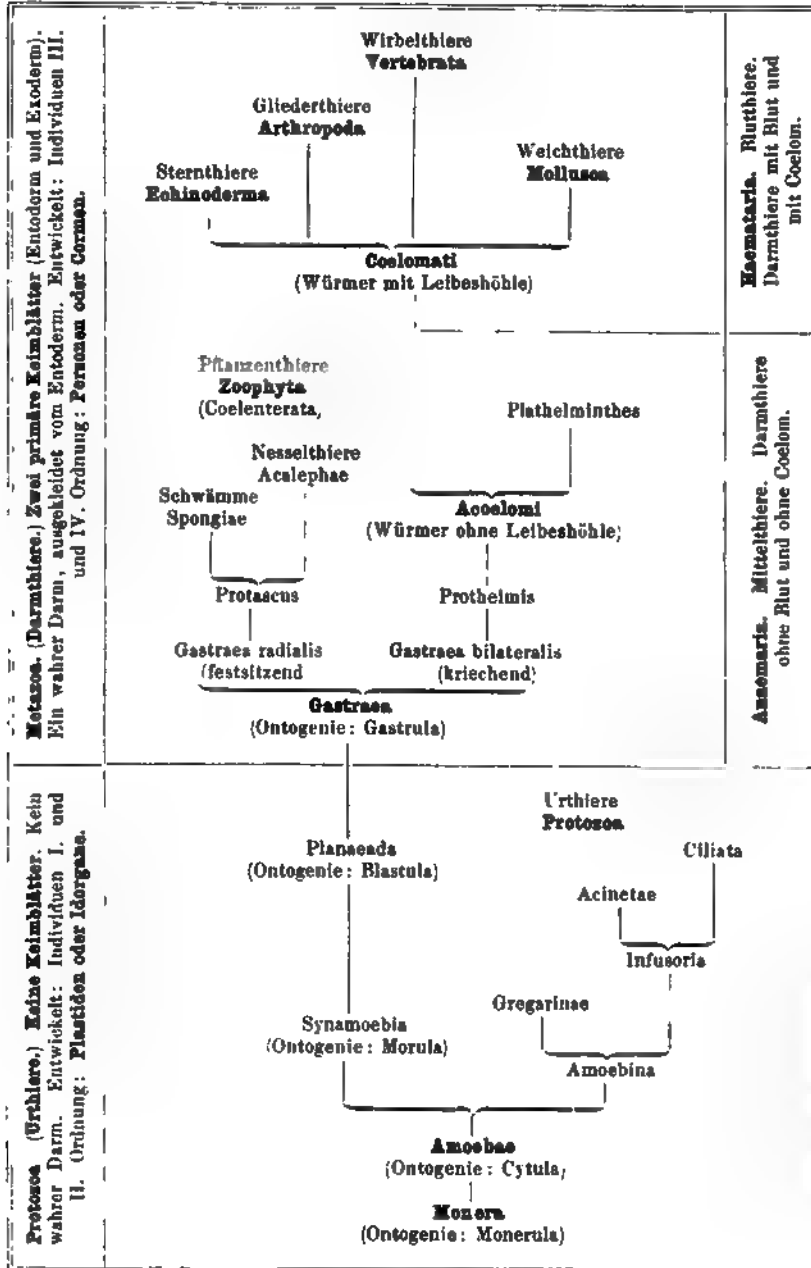 Wirbelthiere
Vertebrata
Gliederthiere
Arthropoda
Sternthiere
Echinoderma
Weichthiere
Mollusca
Coelomati
(Würmer mit Leibeshöhle)
Pflanzenthiere
Zoophyta
(Coelenterata,
Plathelminthes
Nesselthiere
Acalephae
Schwämme
Spongiae
Acoelomi
(Würmer ohne Leibeshöhle)
Protascus
Prothelmis
Gastraea radialis
(festsitzend
Gastraea bilateralis
(kriechend)
Gastraea
(Ontogenie: Gastrula)
Urthiere
Protozoa
Planaeada
(Ontogenie: Blastula)
Ciliata
Acinetae
Infusoria
Gregarinae
Synamoebia
(Ontogenie: Morula)
Amoebina
Amoebae
(Ontogenie: Cytula,
Monera
(Ontogenie: Monerula)
Metazoa. (Darmthiere.) Zwei primäre Keimblätter (Entoderm und Exoderm).
Ein wahrer Darm, ausgekleidet vom Entoderm. Entwickelt: Individuen III.
und IV. Ordnung: Personen oder Cormen.
Protozoa (Urthiere.) Keine Keimblätter. Kein
wahrer Darm. Entwickelt: Individuen I. und
II. Ordnung: Plastiden oder Idorgane.
Haemataria. Blutthiere.
Darmthiere mit Blut und
mit Coelom.
Anaemaria. Mittelthiere. Darmthiere
ohne Blut und ohne Coelom.